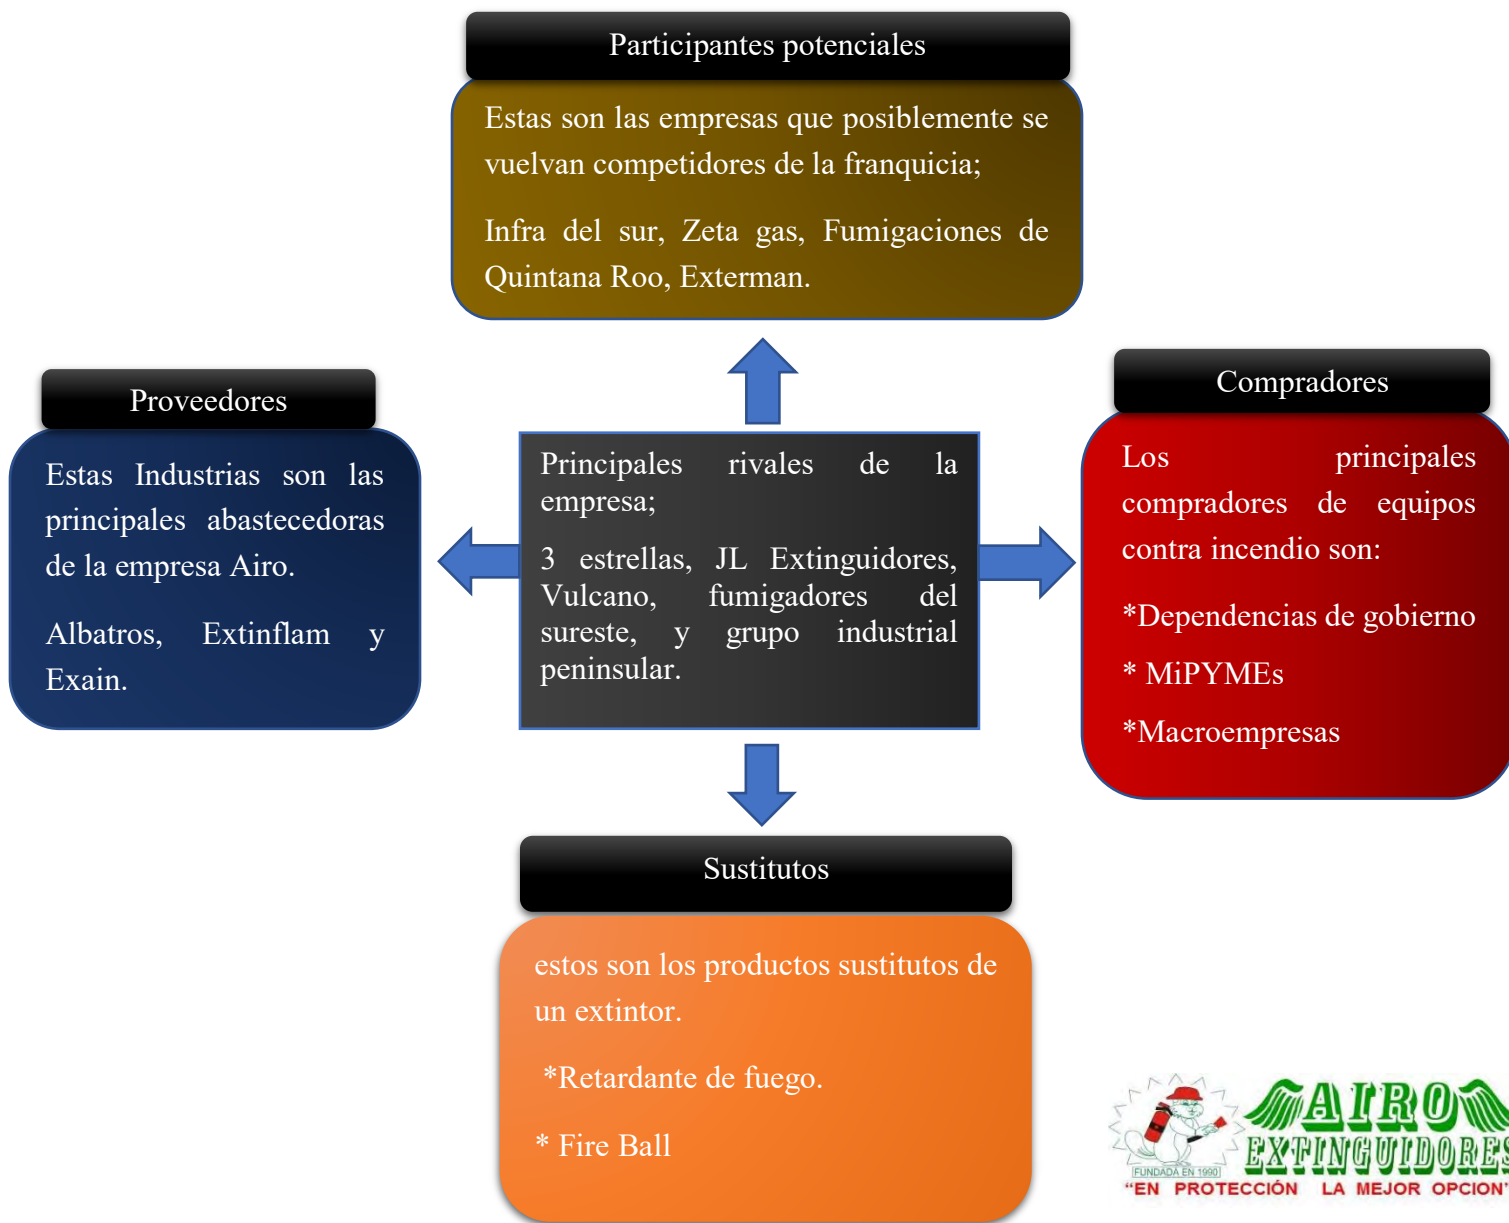 Participantes potenciales
Estas son las empresas que posiblemente se
vuelvan competidores de la franquicia;
Infra del sur, Zeta gas, Fumigaciones de
Quintana Roo, Exterman.
Proveedores
Estas Industrias son las
principales abastecedoras
de la empresa Airo.
Albatros, Extinflam y
Exain.
Principales rivales de la
empresa;
3 estrellas, JL Extinguidores,
Vulcano, fumigadores del
sureste, y grupo industrial
peninsular.
Compradores
Los principales
compradores de equipos
contra incendio son:
*Dependencias de gobierno
* MiPYMEs
*Macroempresas
Sustitutos
estos son los productos sustitutos de
un extintor.
*Retardante de fuego.
* Fire Ball
AIRO
EXTINGUIDORES
FUNDADA EN 1990
“EN PROTECCIÓN LA MEJOR OPCION”